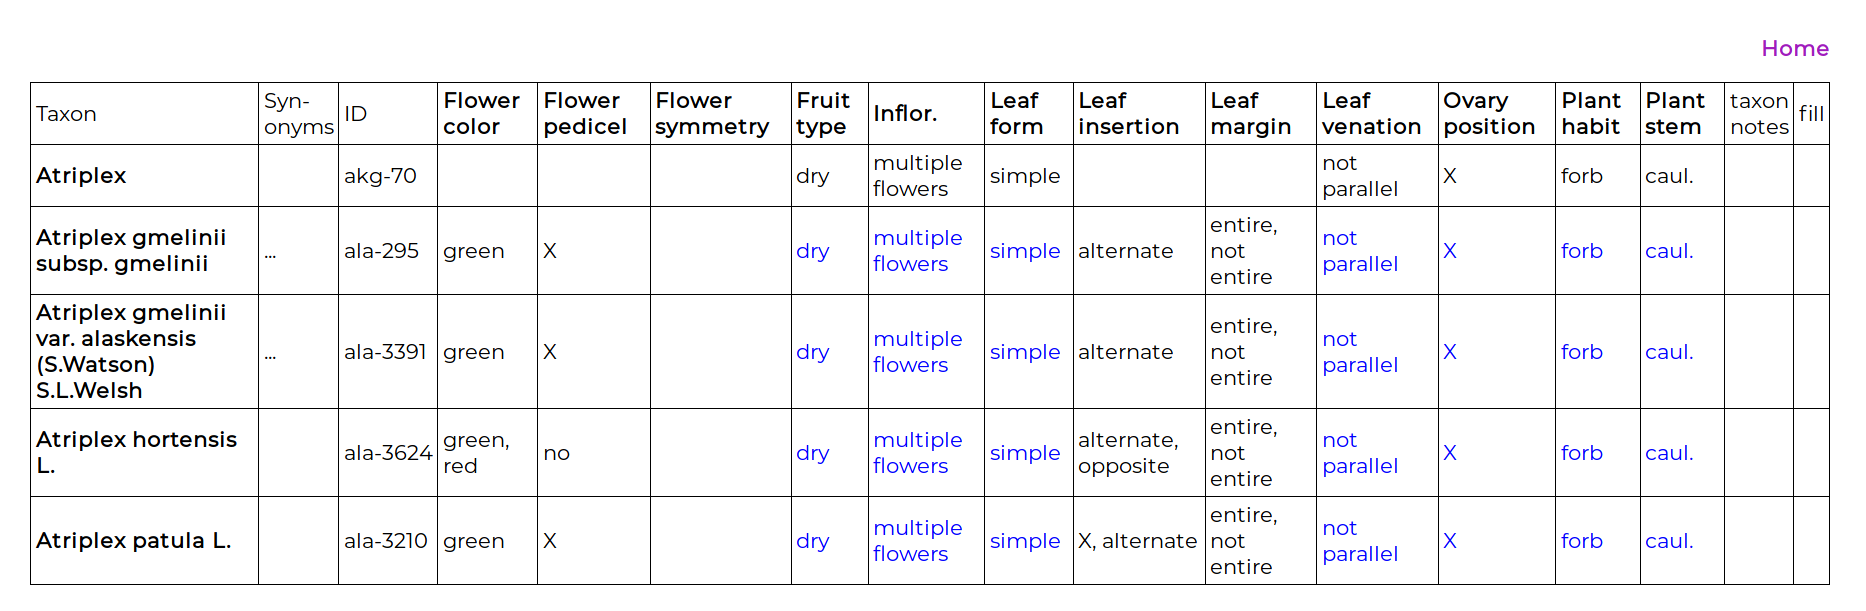 Home
Taxon Syn- onyms ID Flower color Flower pedicel Flower symmetry Fruit type Inflor. Leaf form Leaf insertion Leaf margin Leaf venation Ovary position Plant habit Plant stem taxon notes fill
Atriplex akg-70 dry multiple flowers simple not parallel X forb caul.
Atriplex gmelinii subsp. gmelinii ... ala-295 green X dry multiple flowers simple alternate entire, not entire not parallel X forb caul.
Atriplex gmelinii var. alaskensis (S.Watson) S.L.Welsh ... ala-3391 green X dry multiple flowers simple alternate entire, not entire not parallel X forb caul.
Atriplex hortensis L. ala-3624 green, red no dry multiple flowers simple alternate, opposite entire, not entire not parallel X forb caul.
Atriplex patula L. ala-3210 green X dry multiple flowers simple X, alternate entire, not entire not parallel X forb caul.